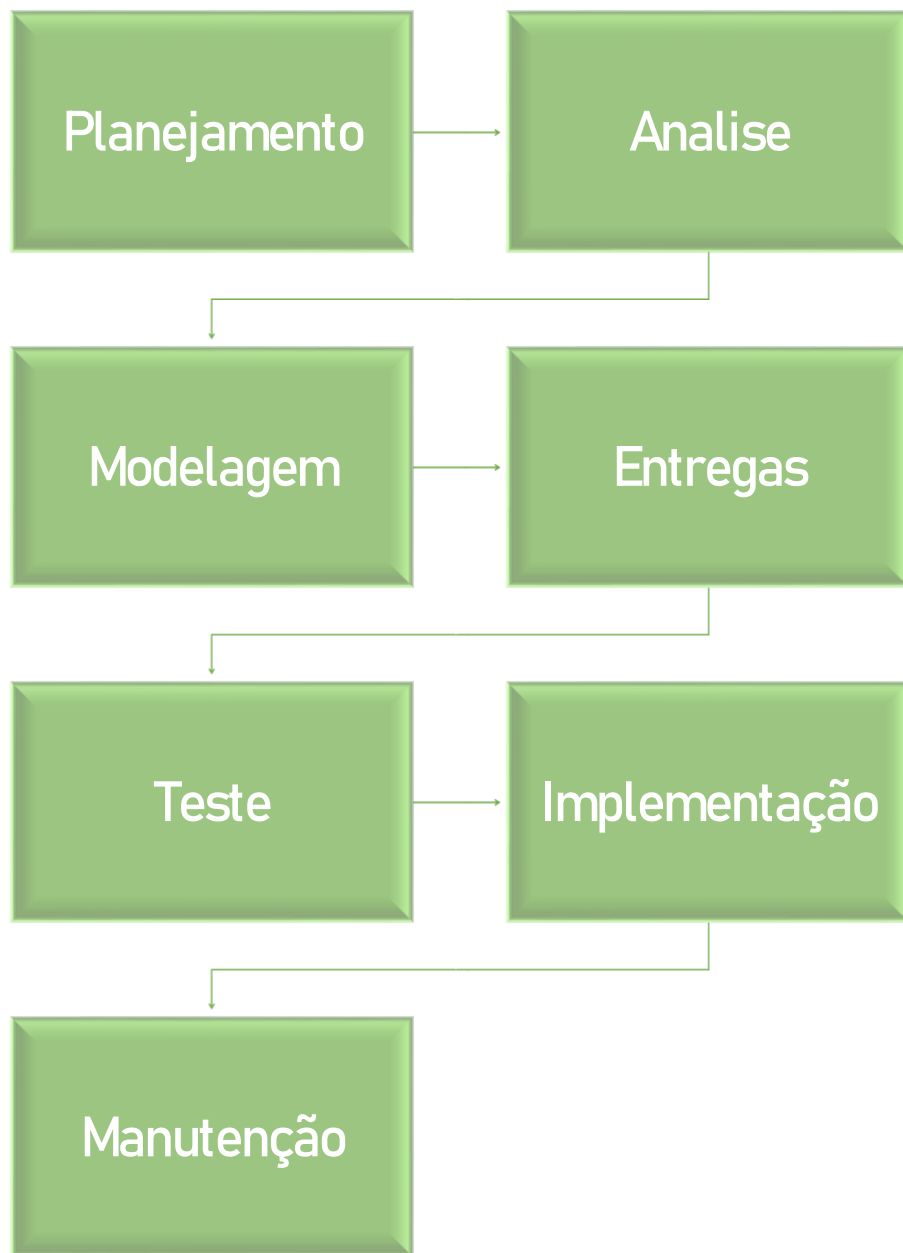 Planejamento
Analise
Modelagem
Entregas
Teste
Implementação
Manutenção